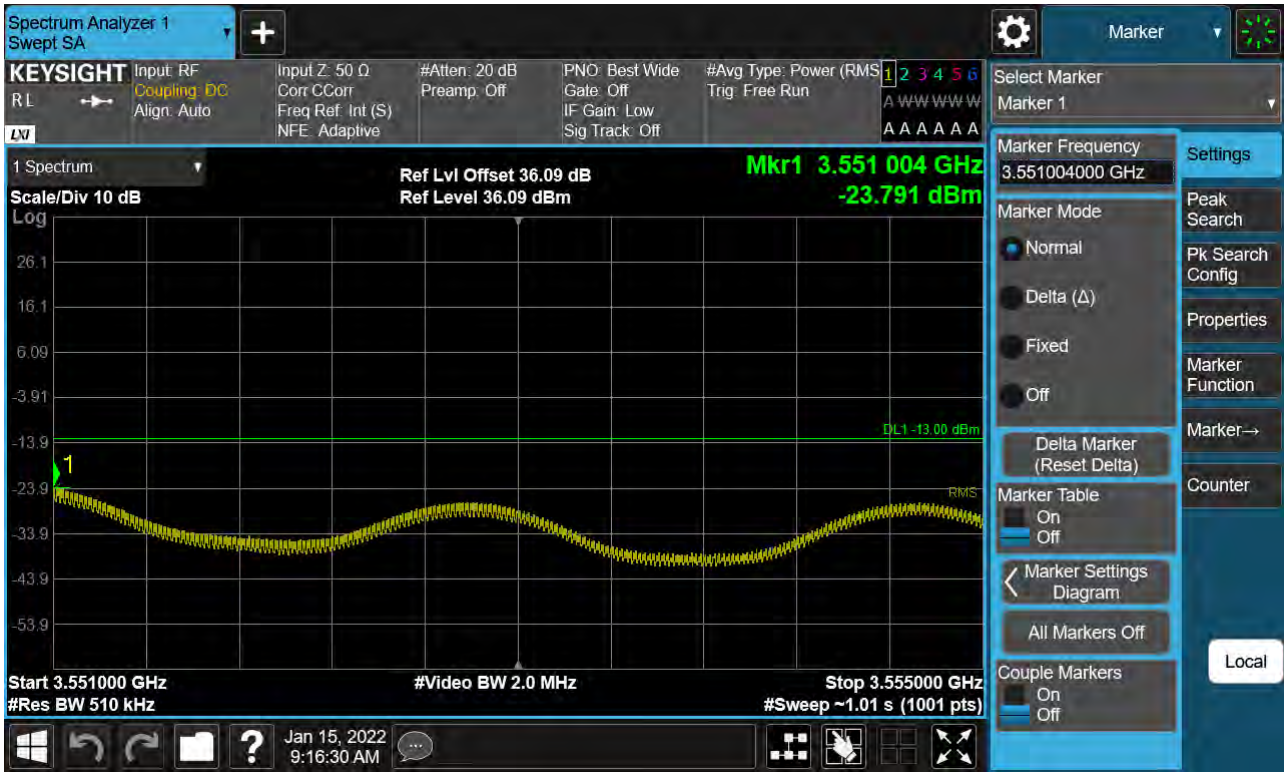 Spectrum Analyzer 1
Swept SA
+
Marker
KEYSIGHT
RL
LXI
Input: RF
Coupling: DC
Align: Auto
Input Z: 50 Ω
Corr CCorr
Freq Ref: Int (S)
NFE: Adaptive
#Atten: 20 dB
Preamp: Off
PNO: Best Wide
Gate: Off
IF Gain: Low
Sig Track: Off
#Avg Type: Power (RMS
Trig: Free Run
1 2 3 4 5 6
A W W W W W
A A A A A A
Select Marker
Marker 1
1 Spectrum
Scale/Div 10 dB
Log
Ref Lvl Offset 36.09 dB
Ref Level 36.09 dBm
Mkr1 3.551 004 GHz
-23.791 dBm
26.1
16.1
6.09
-3.91
-13.9
-23.9
-33.9
-43.9
-53.9
DL1 -13.00 dBm
1
RMS
Start 3.551000 GHz
#Res BW 510 kHz
#Video BW 2.0 MHz
Stop 3.555000 GHz
#Sweep ~1.01 s (1001 pts)
Marker Frequency
3.551004000 GHz
Marker Mode
Normal
Delta (Δ)
Fixed
Off
Delta Marker
(Reset Delta)
Marker Table
On
Off
Marker Settings
Diagram
All Markers Off
Couple Markers
On
Off
Settings
Peak
Search
Pk Search
Config
Properties
Marker
Function
Marker→
Counter
Local
?
Jan 15, 2022
9:16:30 AM